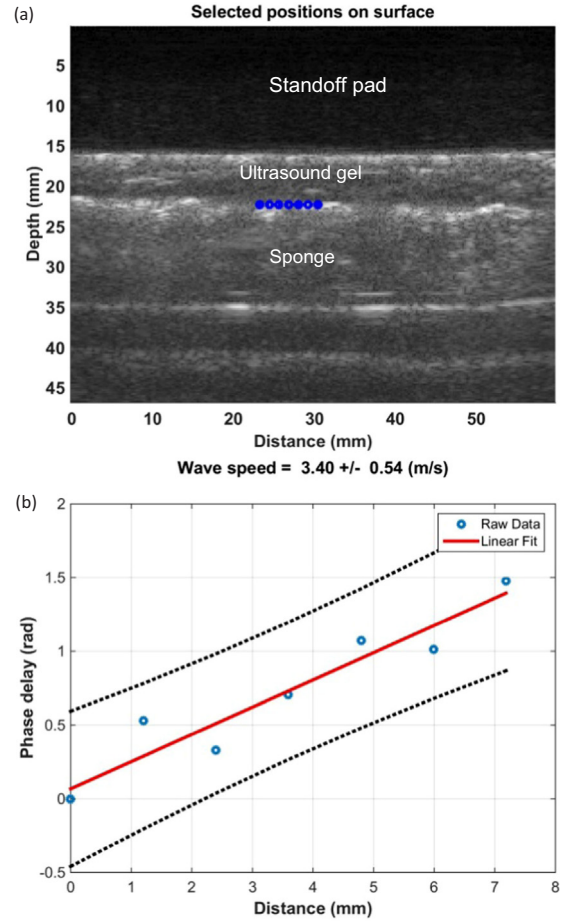 (a)
Selected positions on surface
5
10
15
20
25
30
35
40
45
Depth (mm)
Standoff pad
Ultrasound gel
Sponge
0
10
20
30
40
50
Distance (mm)
Wave speed = 3.40 +/- 0.54 (m/s)
(b)
2
1.5
1
0.5
0
-0.5
Phase delay (rad)
Raw Data
Linear Fit
0
1
2
3
4
5
6
7
8
Distance (mm)